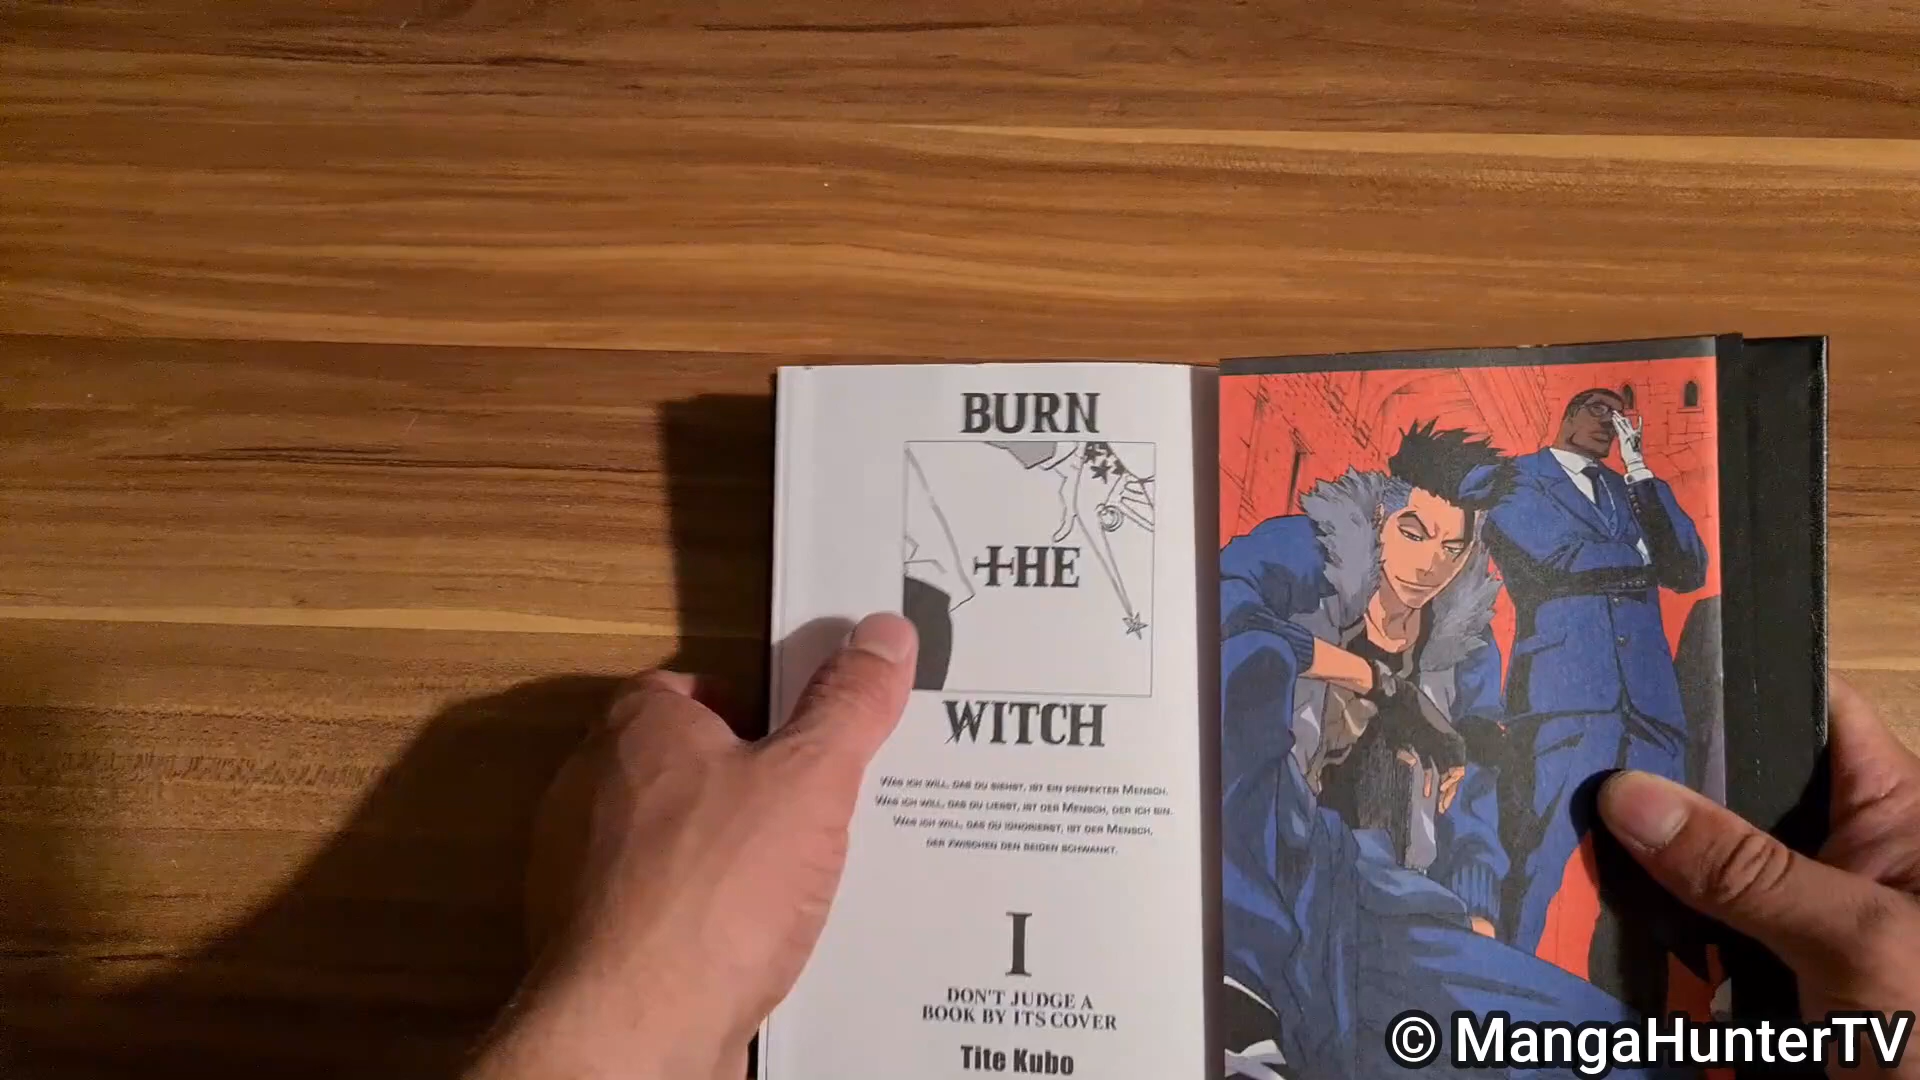 BURN
THE
WITCH
Was ich will, das du siehst, ist ein perfekter Mensch.
Was ich will, das du liebst, ist der Mensch, der ich bin.
Was ich will, das du ignorierst, ist der Mensch,
der zwischen den beiden schwankt.
I
DON'T JUDGE A
BOOK BY ITS COVER
Tite Kubo
© MangaHunterTV